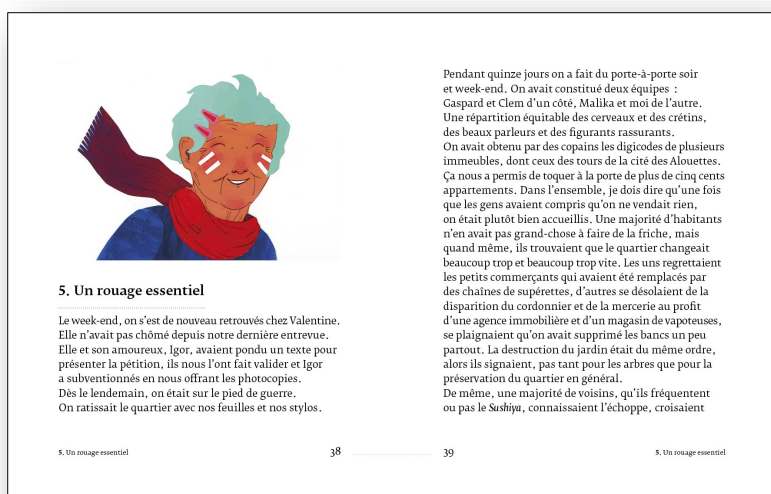 5. Un rouage essentiel
Le week-end, on s’est de nouveau retrouvés chez Valentine.
Elle n’avait pas chômé depuis notre dernière entrevue.
Elle et son amoureux, Igor, avaient pondu un texte pour
présenter la pétition, ils nous l’ont fait valider et Igor
a subventionnés en nous offrant les photocopies.
Dès le lendemain, on était sur le pied de guerre.
On ratissait le quartier avec nos feuilles et nos stylos.
5. Un rouage essentiel
38
Pendant quinze jours on a fait du porte-à-porte soir
et week-end. On avait constitué deux équipes :
Gaspard et Clem d’un côté, Malika et moi de l’autre.
Une répartition équitable des cerveaux et des crétins,
des beaux parleurs et des figurants rassurants.
On avait obtenu par des copains les digicodes de plusieurs
immeubles, dont ceux des tours de la cité des Alouettes.
Ça nous a permis de toquer à la porte de plus de cinq cents
appartements. Dans l’ensemble, je dois dire qu’une fois
que les gens avaient compris qu’on ne vendait rien,
on était plutôt bien accueillis. Une majorité d’habitants
n’en avait pas grand-chose à faire de la friche, mais
quand même, ils trouvaient que le quartier changeait
beaucoup trop et beaucoup trop vite. Les uns regrettaient
les petits commerçants qui avaient été remplacés par
des chaînes de supérettes, d’autres se désolaient de la
disparition du cordonnier et de la mercerie au profit
d’une agence immobilière et d’un magasin de vapoteuses,
se plaignaient qu’on avait supprimé les bancs un peu
partout. La destruction du jardin était du même ordre,
alors ils signaient, pas tant pour les arbres que pour la
préservation du quartier en général.
De même, une majorité de voisins, qu’ils fréquentent
ou pas le Sushiya, connaissaient l’échoppe, croisaient
39
5. Un rouage essentiel